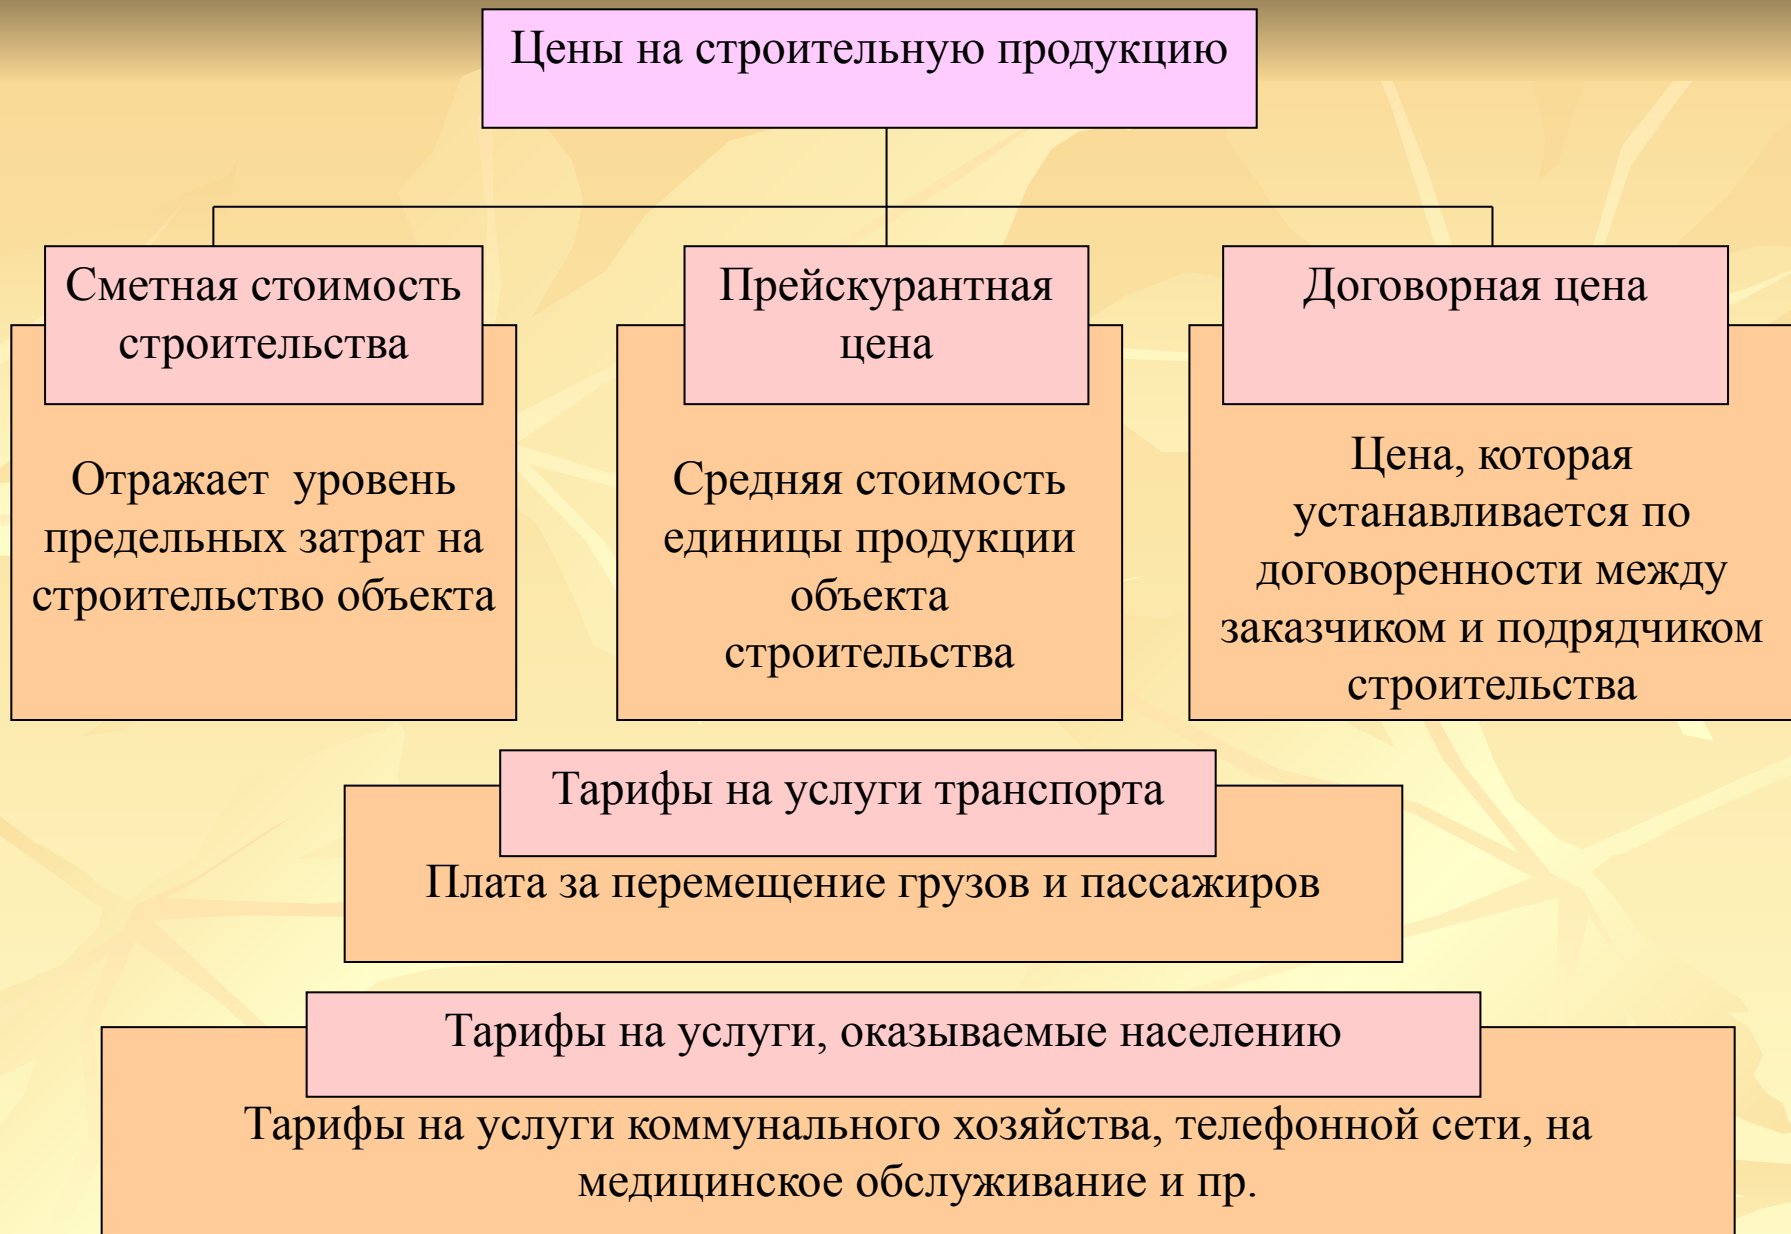 Цены на строительную продукцию
Сметная стоимость
строительства
Отражает уровень
предельных затрат на
строительство объекта
Прейскурантная
цена
Средняя стоимость
единицы продукции
объекта
строительства
Договорная цена
Цена, которая
устанавливается по
договоренности между
заказчиком и подрядчиком
строительства
Тарифы на услуги транспорта
Плата за перемещение грузов и пассажиров
Тарифы на услуги, оказываемые населению
Тарифы на услуги коммунального хозяйства, телефонной сети, на
медицинское обслуживание и пр.